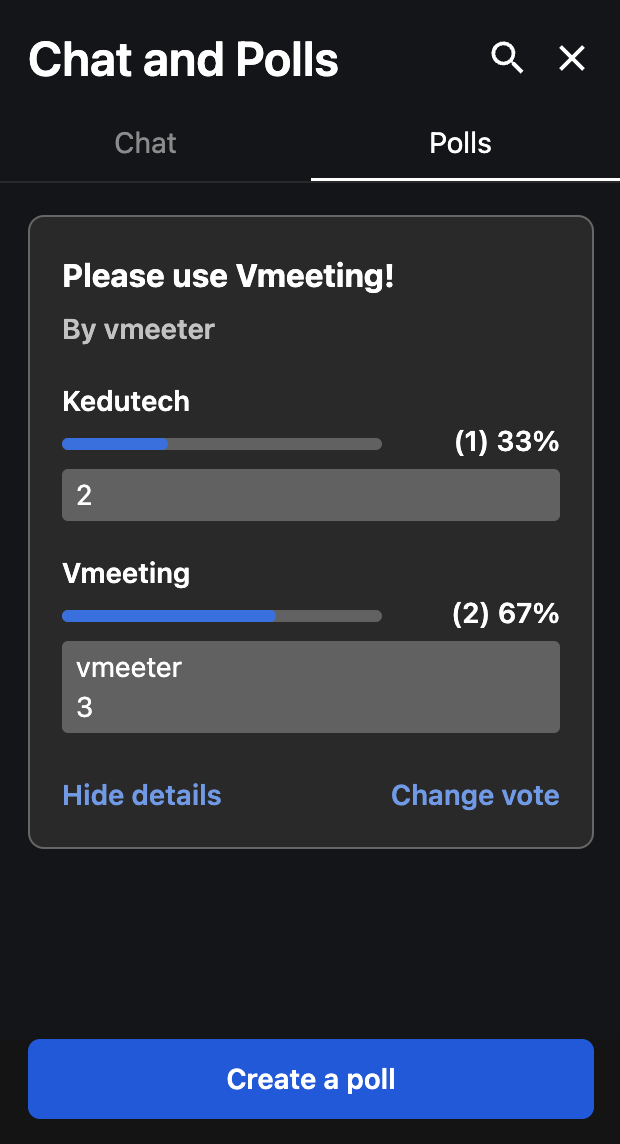 Chat and Polls
Chat Polls
Please use Vmeeting!
By vmeeter
Kedutech
(1) 33%
2
Vmeeting
(2) 67%
vmeeter
3
Hide details Change vote
Create a poll